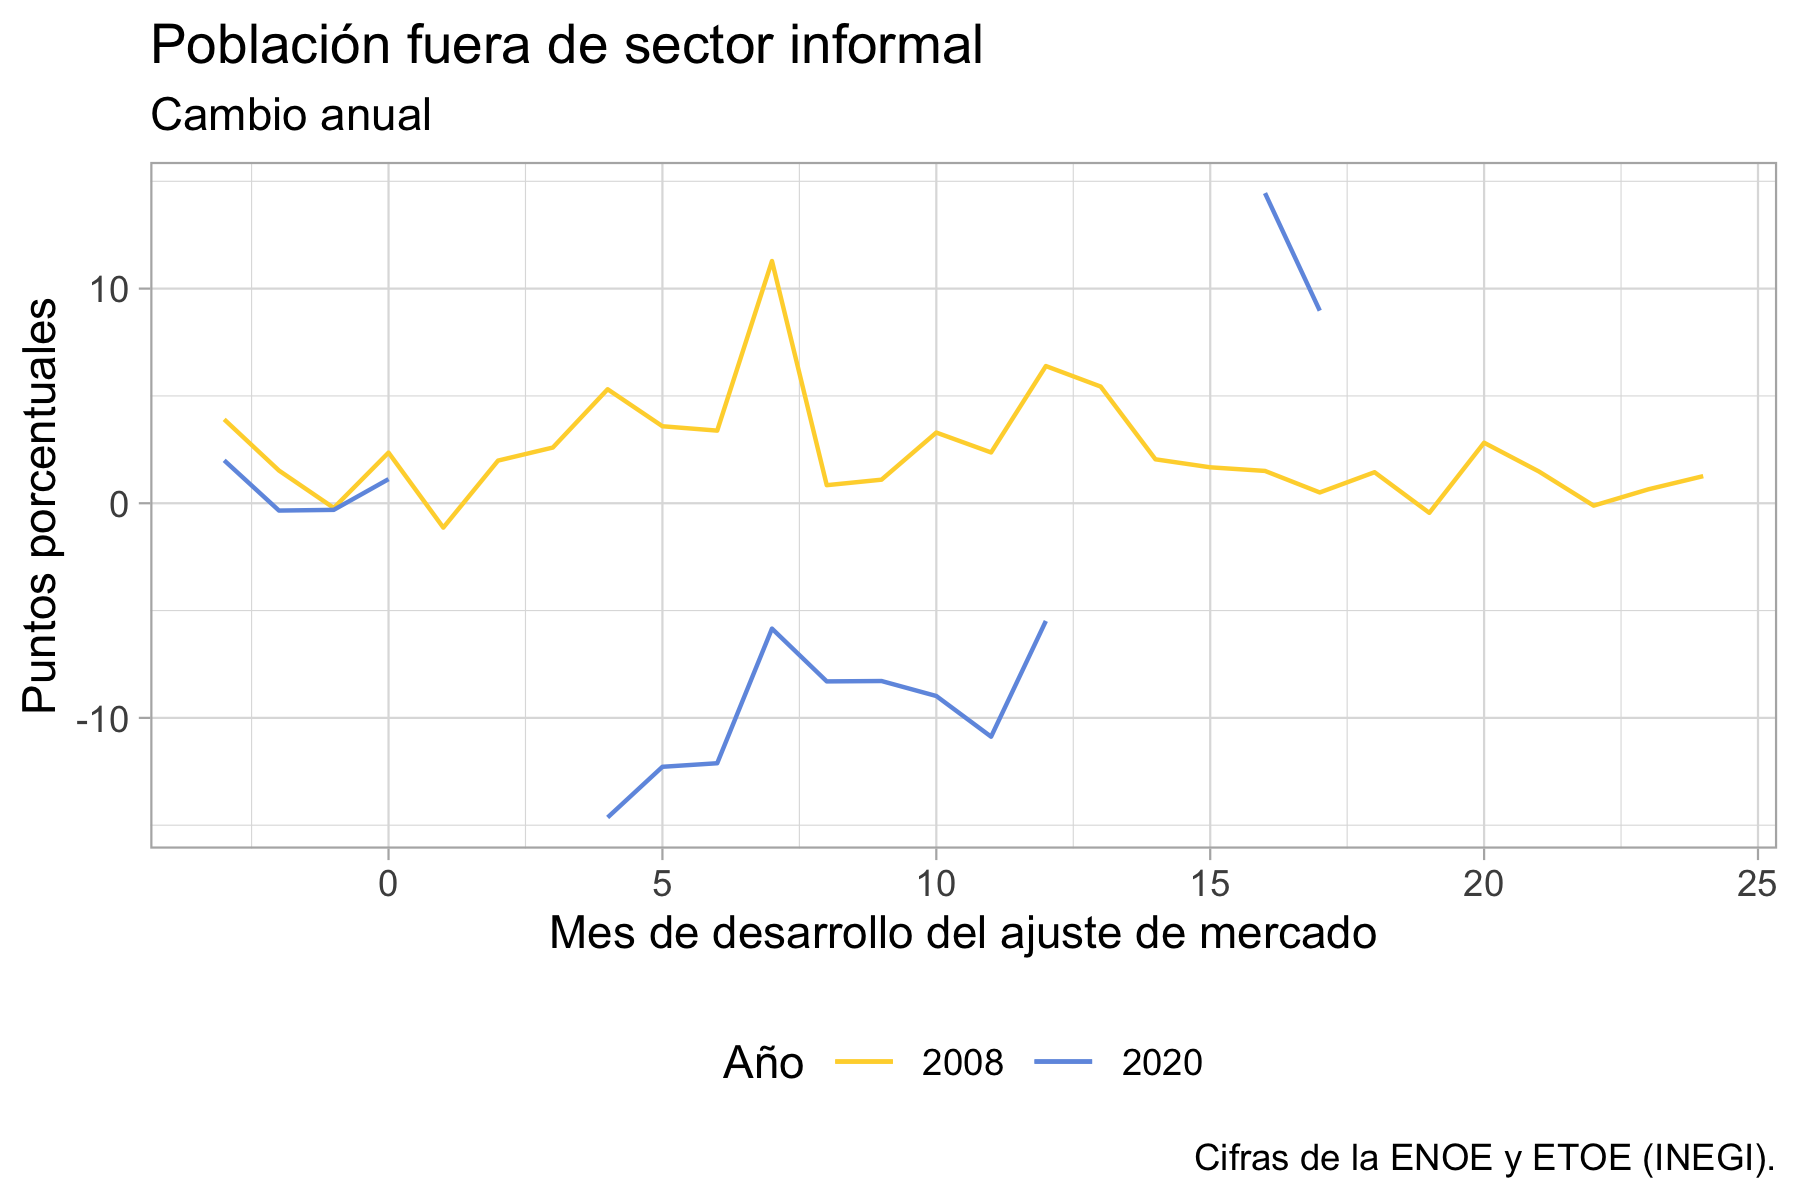 Población fuera de sector informal
Cambio anual
Puntos porcentuales
10
0
-10
0 5 10 15 20 25
Mes de desarrollo del ajuste de mercado
Año 2008 2020
Cifras de la ENOE y ETOE (INEGI).